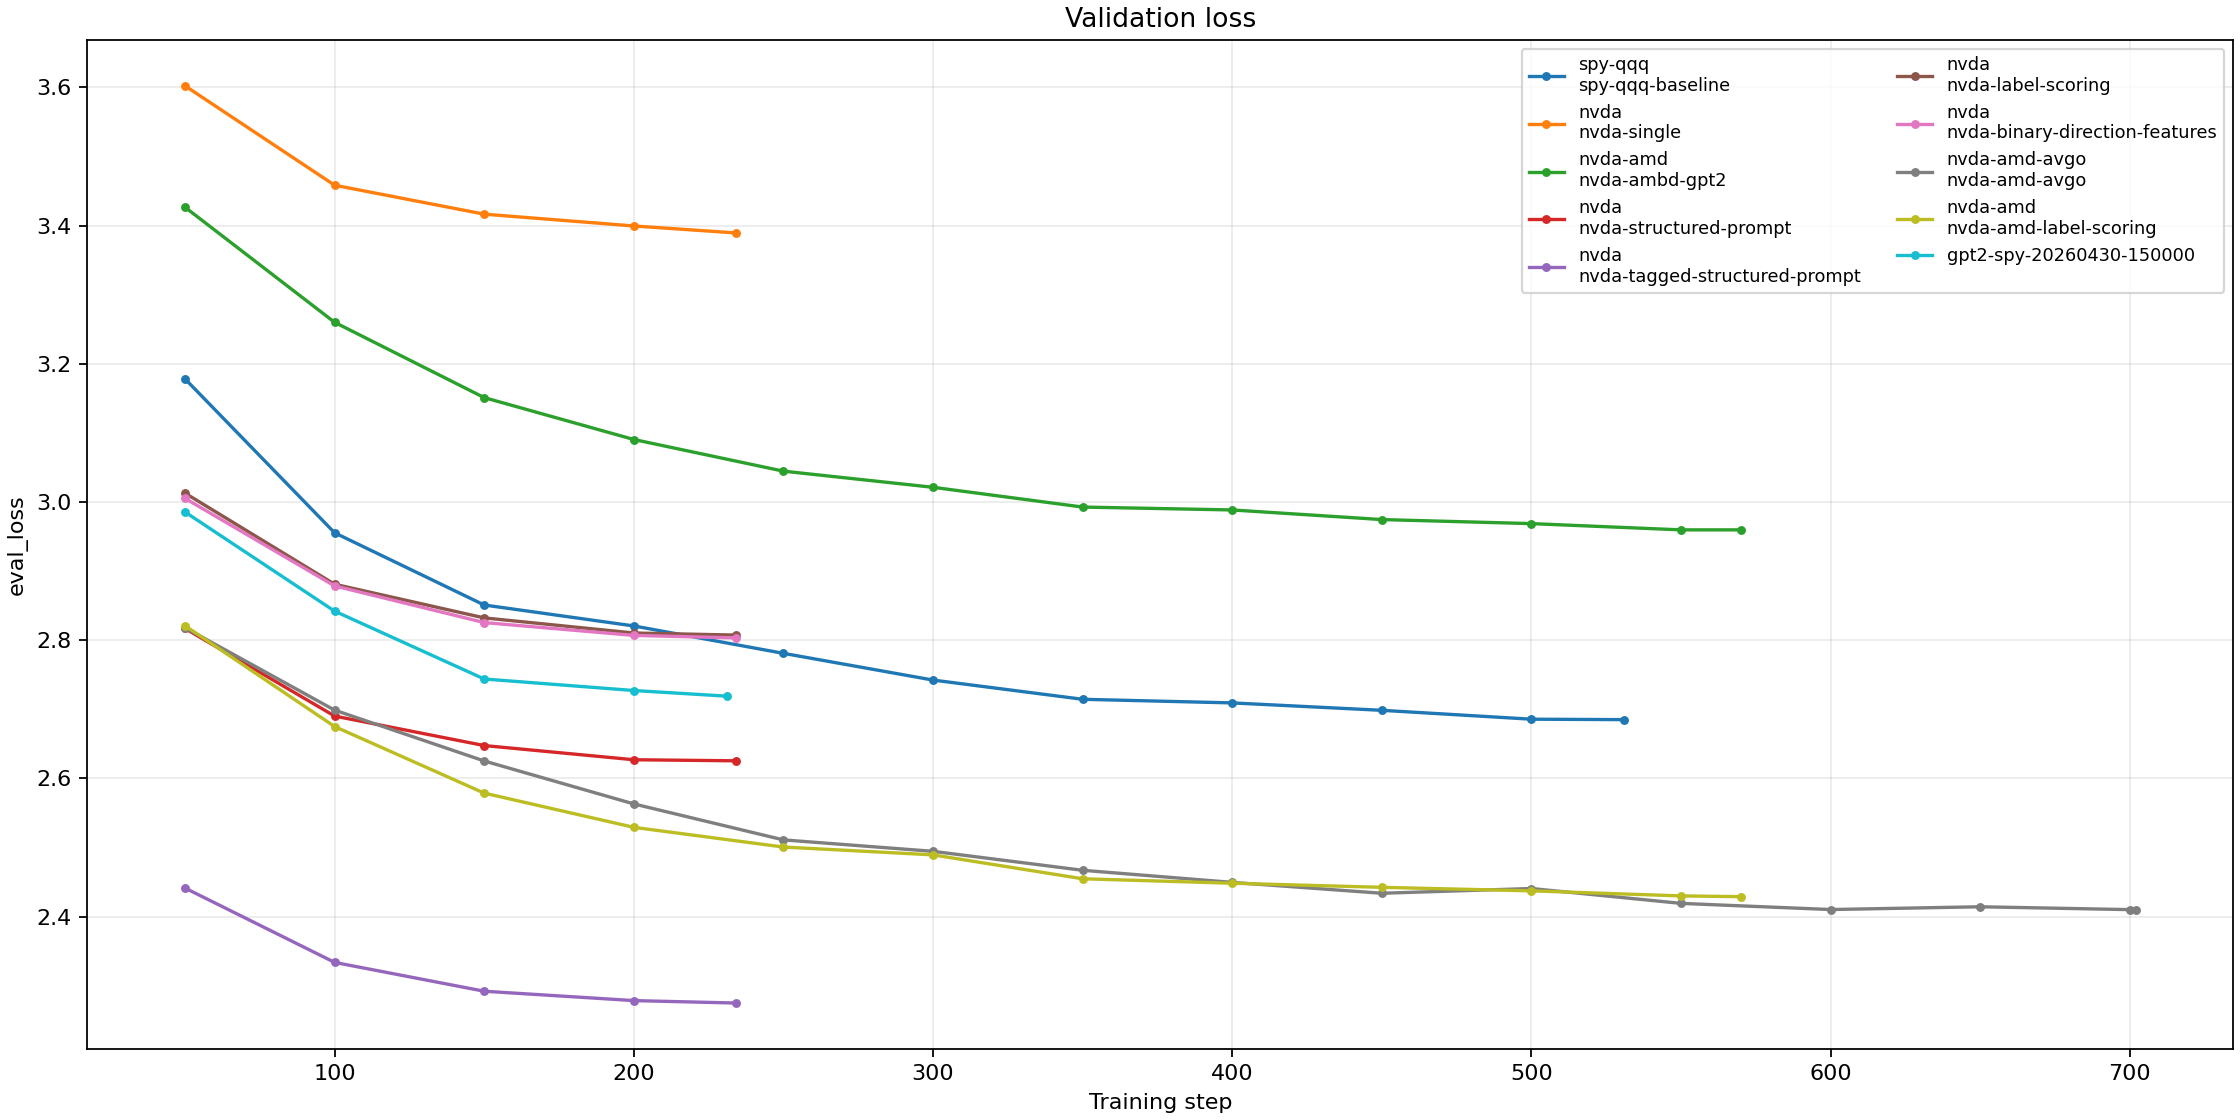 Validation loss
eval_loss
3.6
3.4
3.2
3.0
2.8
2.6
2.4
spy-qqq
spy-qqq-baseline
nvda
nvda-single
nvda-amd
nvda-ambd-gpt2
nvda
nvda-structured-prompt
nvda
nvda-tagged-structured-prompt
nvda
nvda-label-scoring
nvda
nvda-binary-direction-features
nvda-amd-avgo
nvda-amd-avgo
nvda-amd
nvda-amd-label-scoring
gpt2-spy-20260430-150000
100 200 300 400 500 600 700
Training step